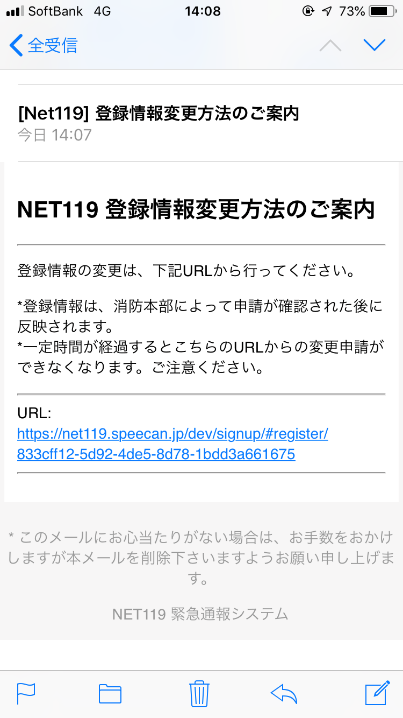 SoftBank 4G 14:08 73%
全受信
[Net119] 登録情報変更方法のご案内
今日 14:07
NET119 登録情報変更方法のご案内
登録情報の変更は、下記URLから行ってください。
*登録情報は、消防本部によって申請が確認された後に
反映されます。
*一定時間が経過するとこちらのURLからの変更申請が
できなくなります。ご注意ください。
URL:
https://net119.speecan.jp/dev/signup/#register/
833cff12-5d92-4de5-8d78-1bdd3a661675
* このメールにお心当たりがない場合は、お手数をおかけ
しますが本メールを削除下さいますようお願い申し上げま
す。
NET119 緊急通報システム